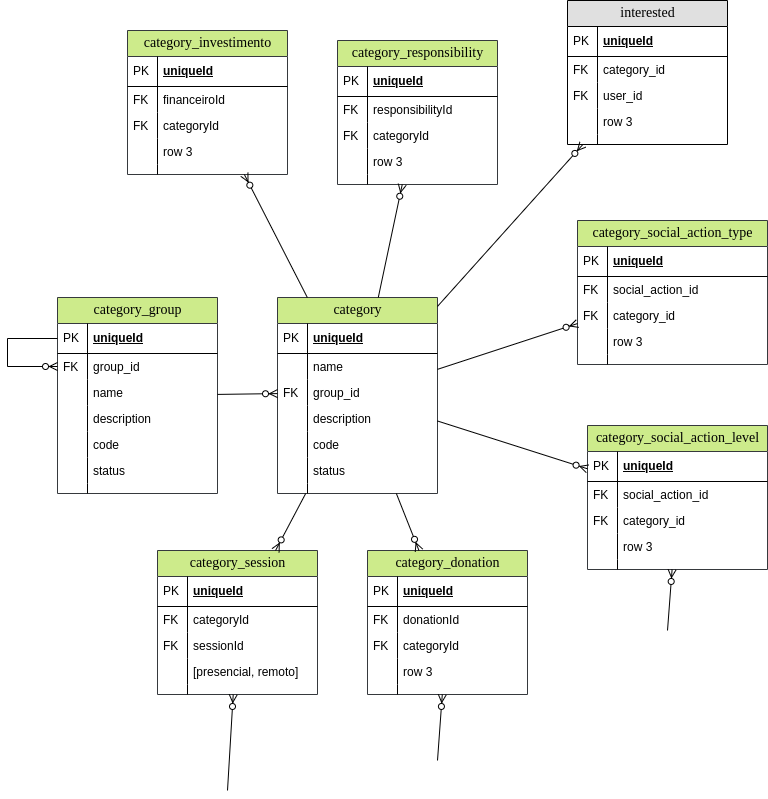 interested
PK uniqueId
FK category_id
FK user_id
row 3
category_investimento
PK uniqueId
FK financeiroId
FK categoryId
row 3
category_responsibility
PK uniqueId
FK responsibilityId
FK categoryId
row 3
category_social_action_type
PK uniqueId
FK social_action_id
FK category_id
row 3
category_group
PK uniqueId
FK group_id
name
description
code
status
category
PK uniqueId
name
FK group_id
description
code
status
category_social_action_level
PK uniqueId
FK social_action_id
FK category_id
row 3
category_session
PK uniqueId
FK categoryId
FK sessionId
[presencial, remoto]
category_donation
PK uniqueId
FK donationId
FK categoryId
row 3